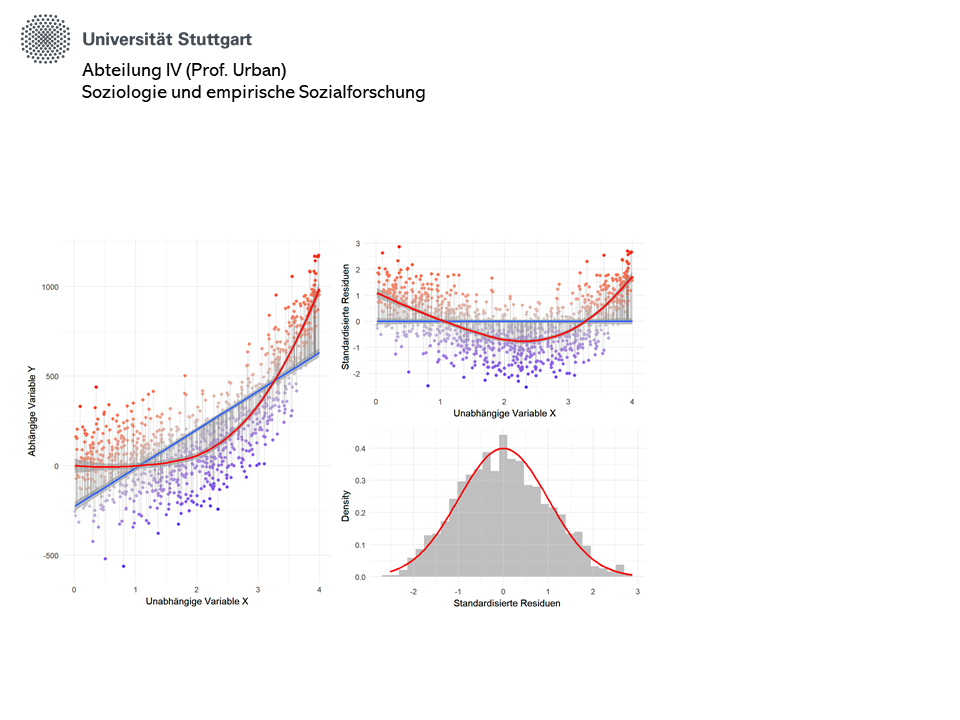 Universität Stuttgart
Abteilung IV (Prof. Urban)
Soziologie und empirische Sozialforschung
Abhängige Variable Y
1000
500
0
-500
0 1 2 3 4
Unabhängige Variable X
Standardisierte Residuen
3
2
1
0
-1
-2
0 1 2 3 4
Unabhängige Variable X
Density
0.4
0.3
0.2
0.1
0.0
-2 -1 0 1 2 3
Standardisierte Residuen